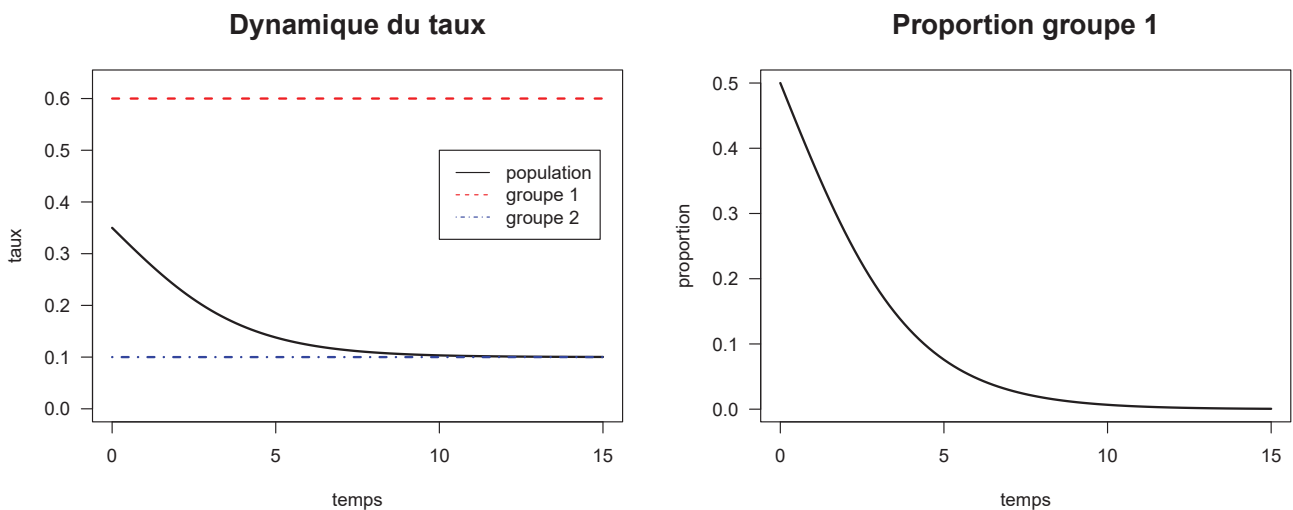 Dynamique du taux
taux
0.6
0.5
0.4
0.3
0.2
0.1
0.0
population
groupe 1
groupe 2
0 5 10 15
temps
Proportion groupe 1
proportion
0.5
0.4
0.3
0.2
0.1
0.0
0 5 10 15
temps